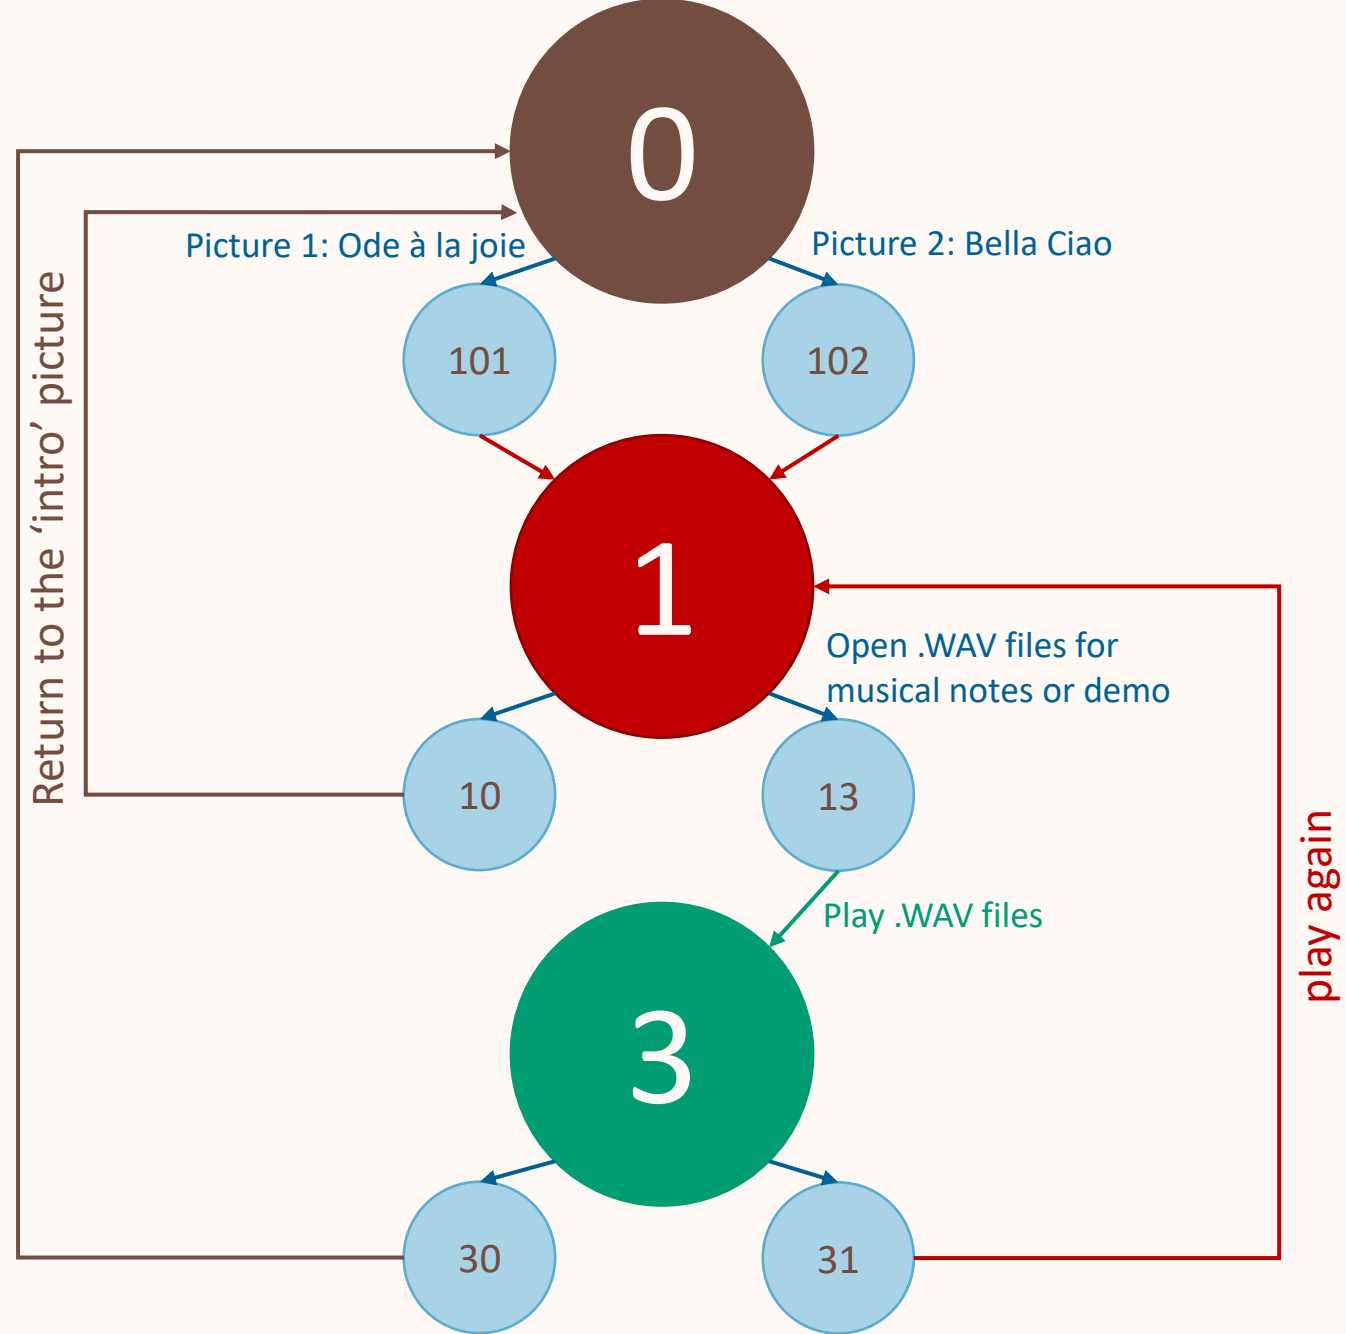 0
Picture 1: Ode à la joie
Picture 2: Bella Ciao
101
102
Return to the ‘intro’ picture
1
Open .WAV files for
musical notes or demo
10
13
play again
Play .WAV files
3
30
31